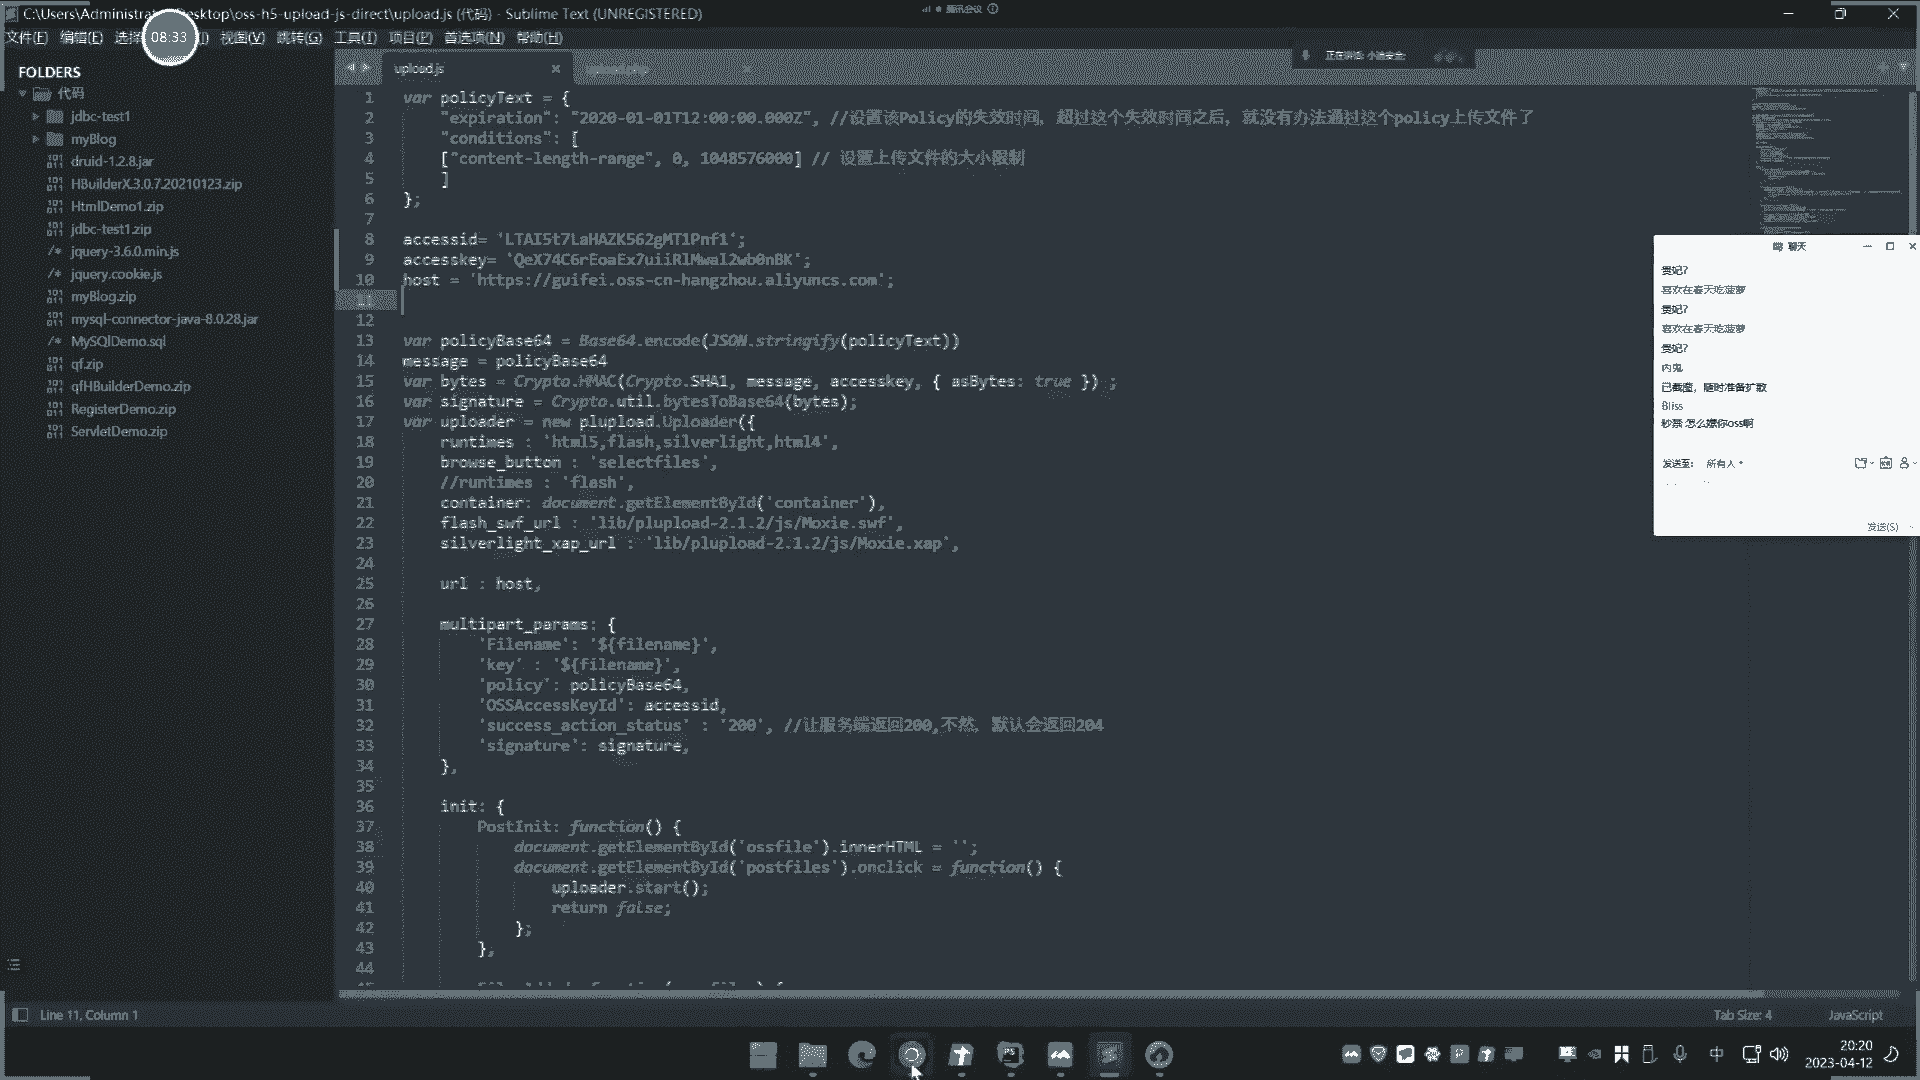 C:\Users\Administrat Desktop\oss-h5-upload-js-direct\upload.js (代码) - Sublime Text (UNREGISTERED)
腾讯会议
文件(F) 编辑(E) 选择 视图(V) 跳转(G) 工具(T) 项目(P) 首选项(N) 帮助(H)
08:33
正在讲话: 小迪安全;
FOLDERS
代码
jdbc-test1
myBlog
druid-1.2.8.jar
HBuilderX.3.0.7.20210123.zip
HtmlDemo1.zip
jdbc-test1.zip
jquery-3.6.0.min.js
jquery.cookie.js
myBlog.zip
mysql-connector-java-8.0.28.jar
MySQlDemo.sql
qf.zip
qfHBuilderDemo.zip
RegisterDemo.zip
ServletDemo.zip
upload.js
1 var policyText = {
2 "expiration": "2020-01-01T12:00:00.000Z", //设置该Policy的失效时间，超过这个失效时间之后，就没有办法通过这个policy上传文件了
3 "conditions": [
4 ["content-length-range", 0, 1048576000] // 设置上传文件的大小限制
5 ]
6 };
7
8 accessid= 'LTAI5t7LaHAZK562gMT1Pnf1';
9 accesskey= 'QeX74C6rEoaEx7uiiRlMwal2wb0nBK';
10 host = 'https://guifei.oss-cn-hangzhou.aliyuncs.com';
11
12
13 var policyBase64 = Base64.encode(JSON.stringify(policyText))
14 message = policyBase64
15 var bytes = Crypto.HMAC(Crypto.SHA1, message, accesskey, { asBytes: true }) ;
16 var signature = Crypto.util.bytesToBase64(bytes);
17 var uploader = new plupload.Uploader({
18 runtimes : 'html5,flash,silverlight,html4',
19 browse_button : 'selectfiles',
20 //runtimes : 'flash',
21 container: document.getElementById('container'),
22 flash_swf_url : 'lib/plupload-2.1.2/js/Moxie.swf',
23 silverlight_xap_url : 'lib/plupload-2.1.2/js/Moxie.xap',
24
25 url : host,
26
27 multipart_params: {
28 'Filename': '${filename}',
29 'key' : '${filename}',
30 'policy': policyBase64,
31 'OSSAccessKeyId': accessid,
32 'success_action_status' : '200', //让服务端返回200,不然，默认会返回204
33 'signature': signature,
34 },
35
36 init: {
37 PostInit: function() {
38 document.getElementById('ossfile').innerHTML = '';
39 document.getElementById('postfiles').onclick = function() {
40 uploader.start();
41 return false;
42 };
43 },
44
聊天
贵妃?
喜欢在春天吃菠萝
贵妃?
喜欢在春天吃菠萝
贵妃?
内鬼
已截图，随时准备扩散
Bliss
秒禁 怎么嫖你oss啊
发送至: 所有人
发送(S)
Line 11, Column 1
Tab Size: 4
JavaScript
中
20:20
2023-04-12